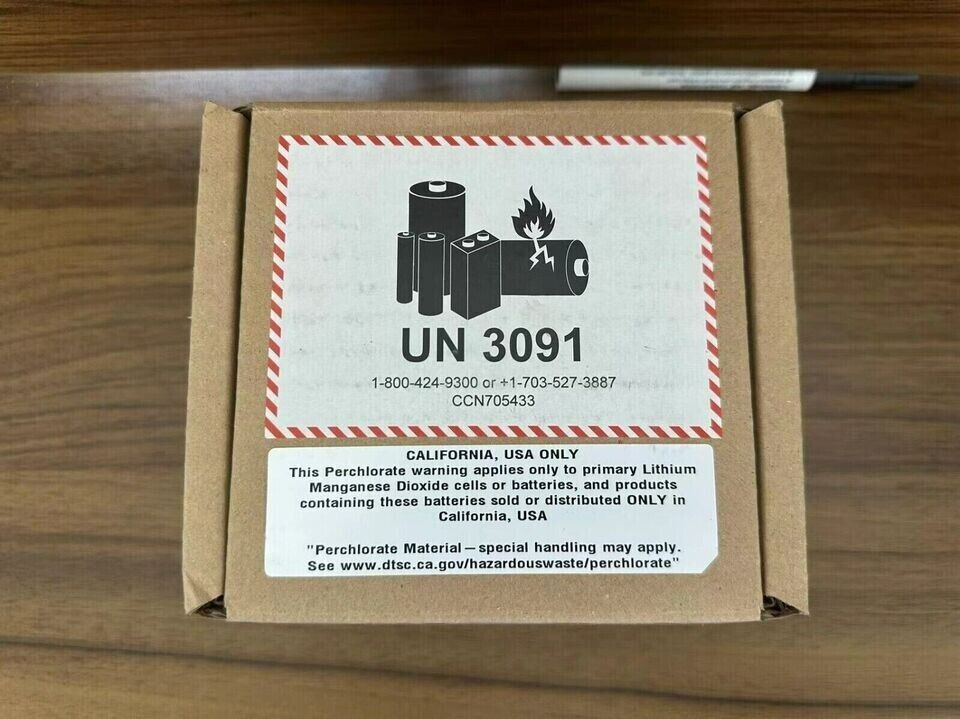 UN 3091
1-800-424-9300 or +1-703-527-3887
CCN705433
CALIFORNIA, USA ONLY
This Perchlorate warning applies only to primary Lithium
Manganese Dioxide cells or batteries, and products
containing these batteries sold or distributed ONLY in
California, USA
"Perchlorate Material—special handling may apply.
See www.dtsc.ca.gov/hazardouswaste/perchlorate"